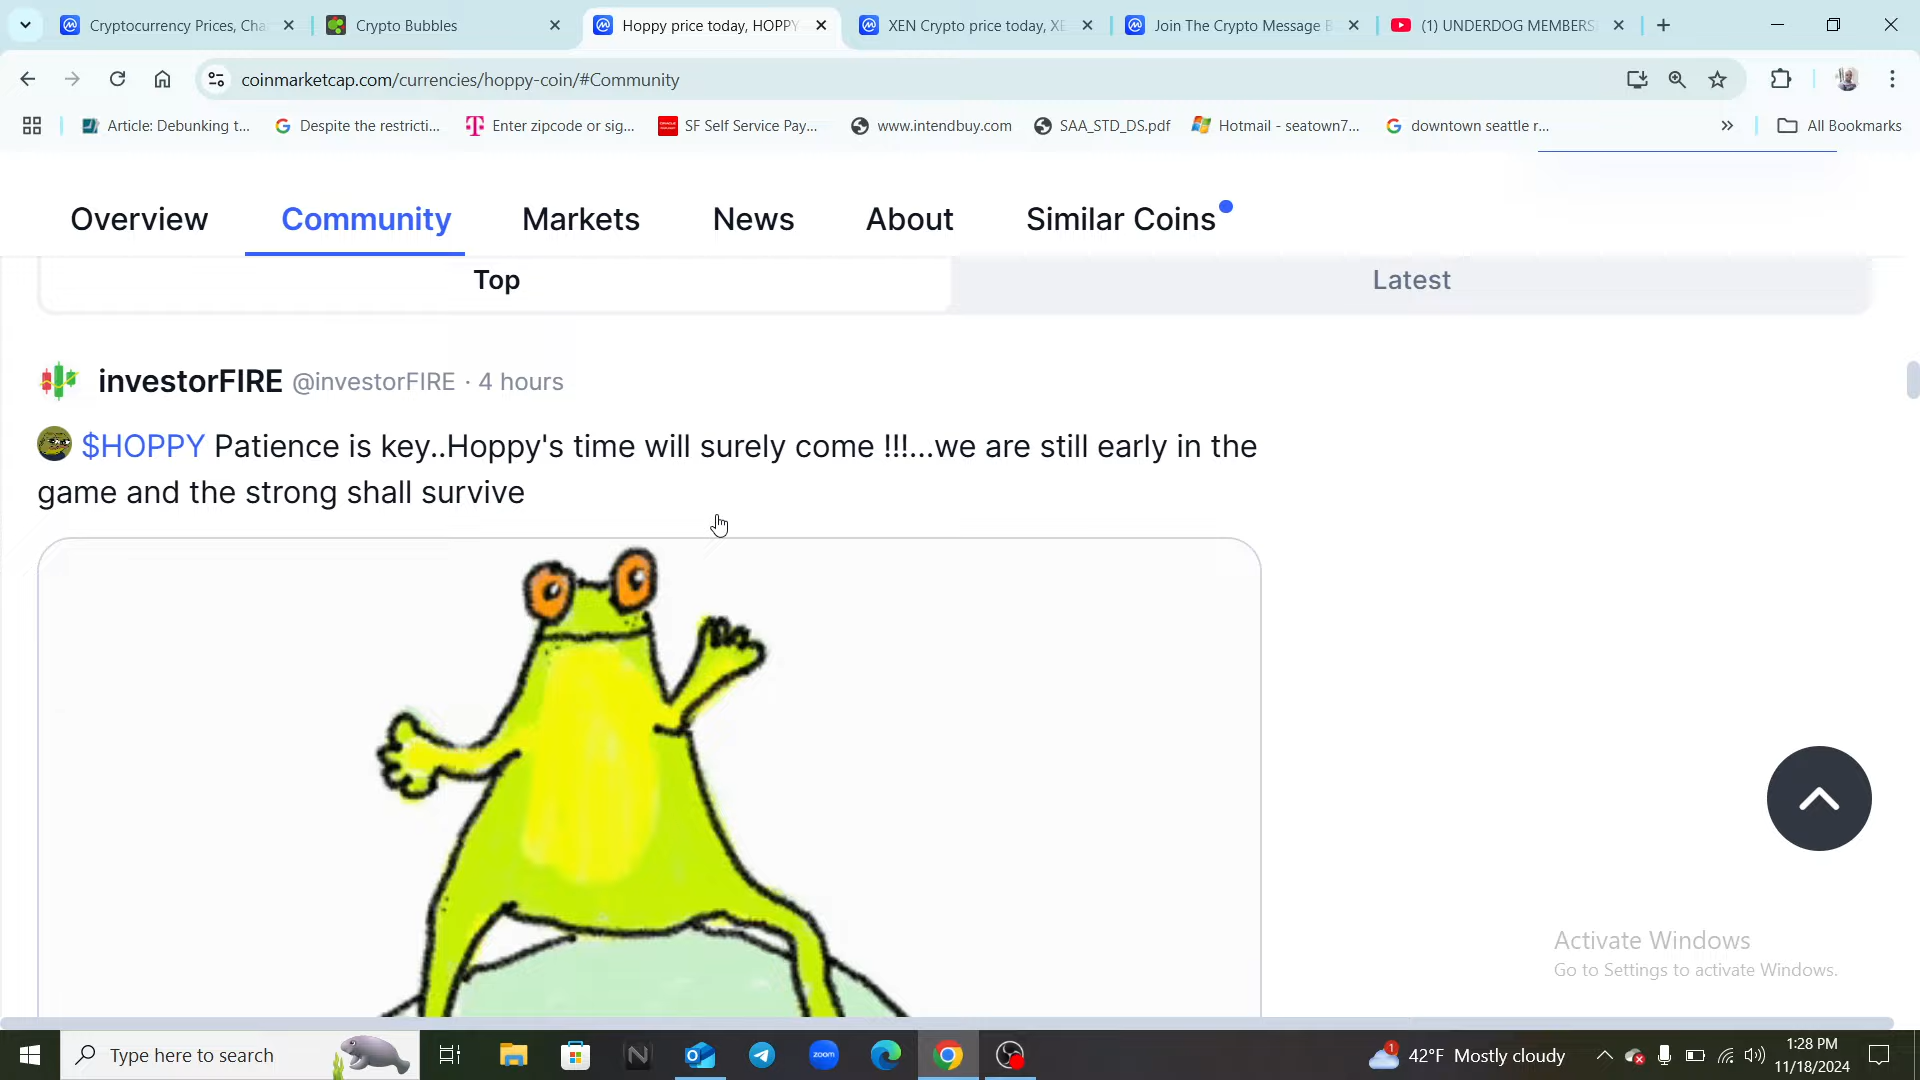 Cryptocurrency Prices, Cha
Crypto Bubbles
Hoppy price today, HOPPY
XEN Crypto price today, XE
Join The Crypto Message B
(1) UNDERDOG MEMBERS
coinmarketcap.com/currencies/hoppy-coin/#Community
Article: Debunking t...
Despite the restricti...
Enter zipcode or sig...
SF Self Service Pay...
www.intendbuy.com
SAA_STD_DS.pdf
Hotmail - seatown7...
downtown seattle r...
All Bookmarks
Overview
Community
Markets
News
About
Similar Coins
Top
Latest
investorFIRE @investorFIRE · 4 hours
$HOPPY Patience is key..Hoppy's time will surely come !!!...we are still early in the
game and the strong shall survive
Activate Windows
Go to Settings to activate Windows.
Type here to search
zoom
1
42°F Mostly cloudy
1:28 PM
11/18/2024